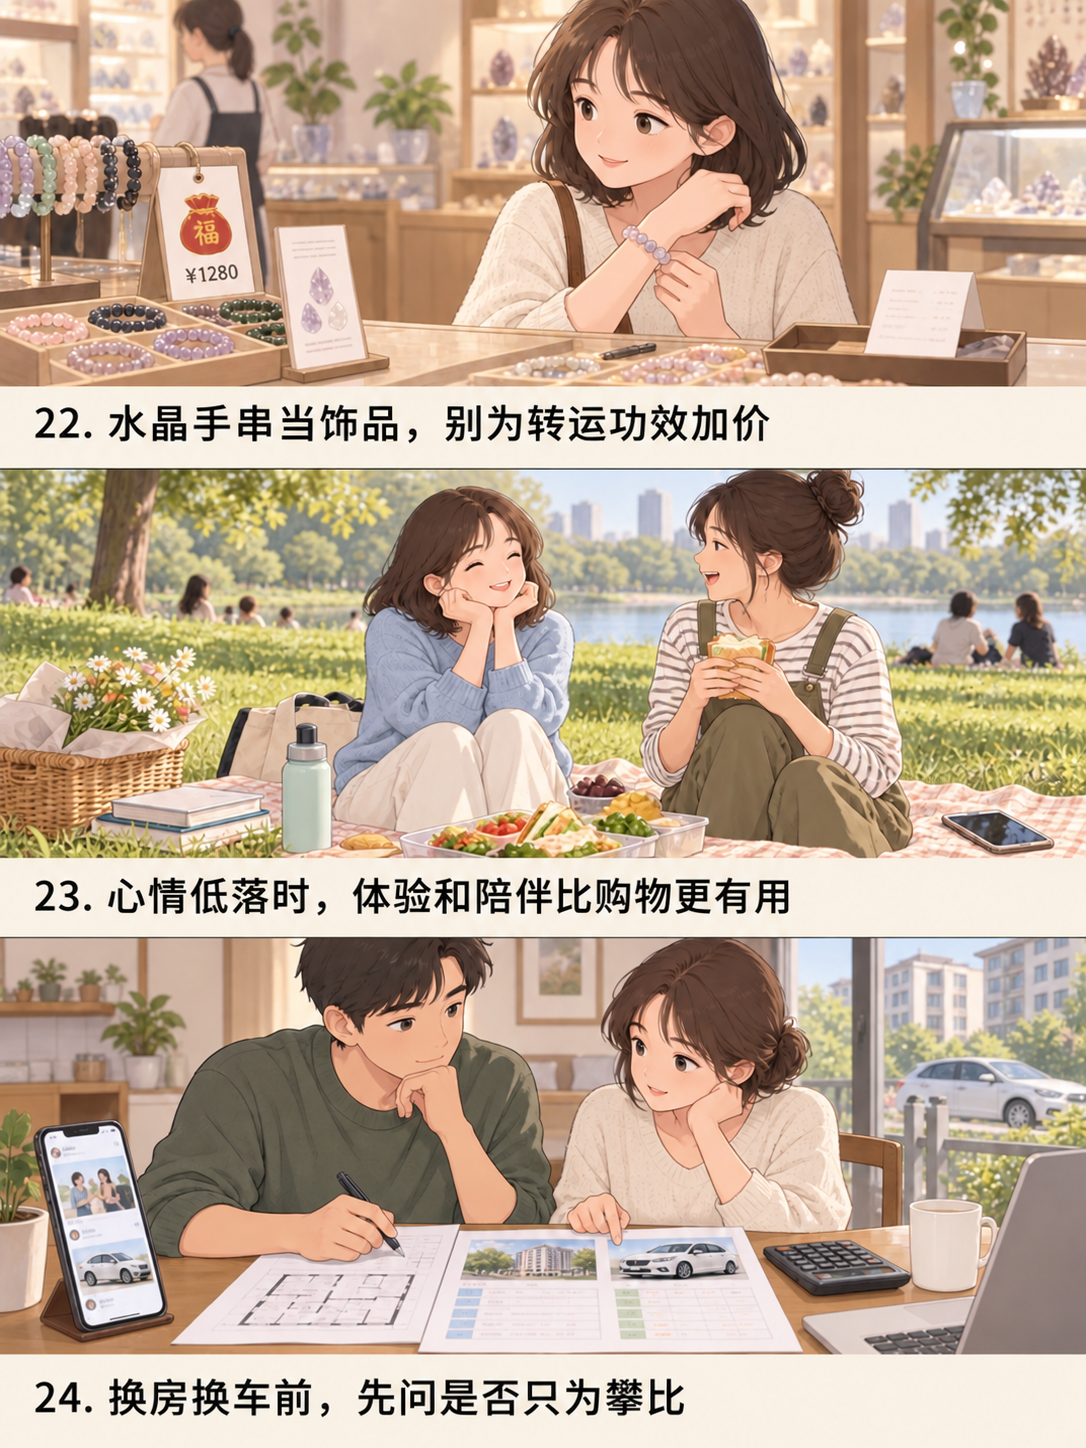 福
¥1280
22. 水晶手串当饰品，别为转运功效加价
23. 心情低落时，体验和陪伴比购物更有用
24. 换房换车前，先问是否只为攀比